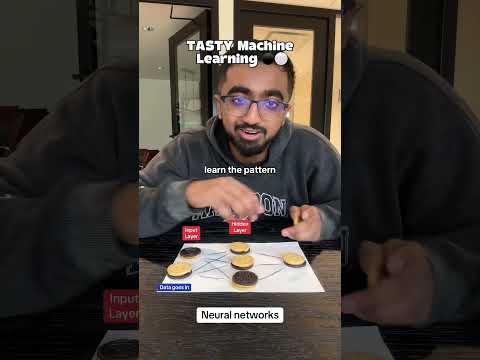 TASTY Machine
Learning
learn the pattern
Input
Layer
Hidden
Layer
Data goes in
Neural networks
Input
Layer